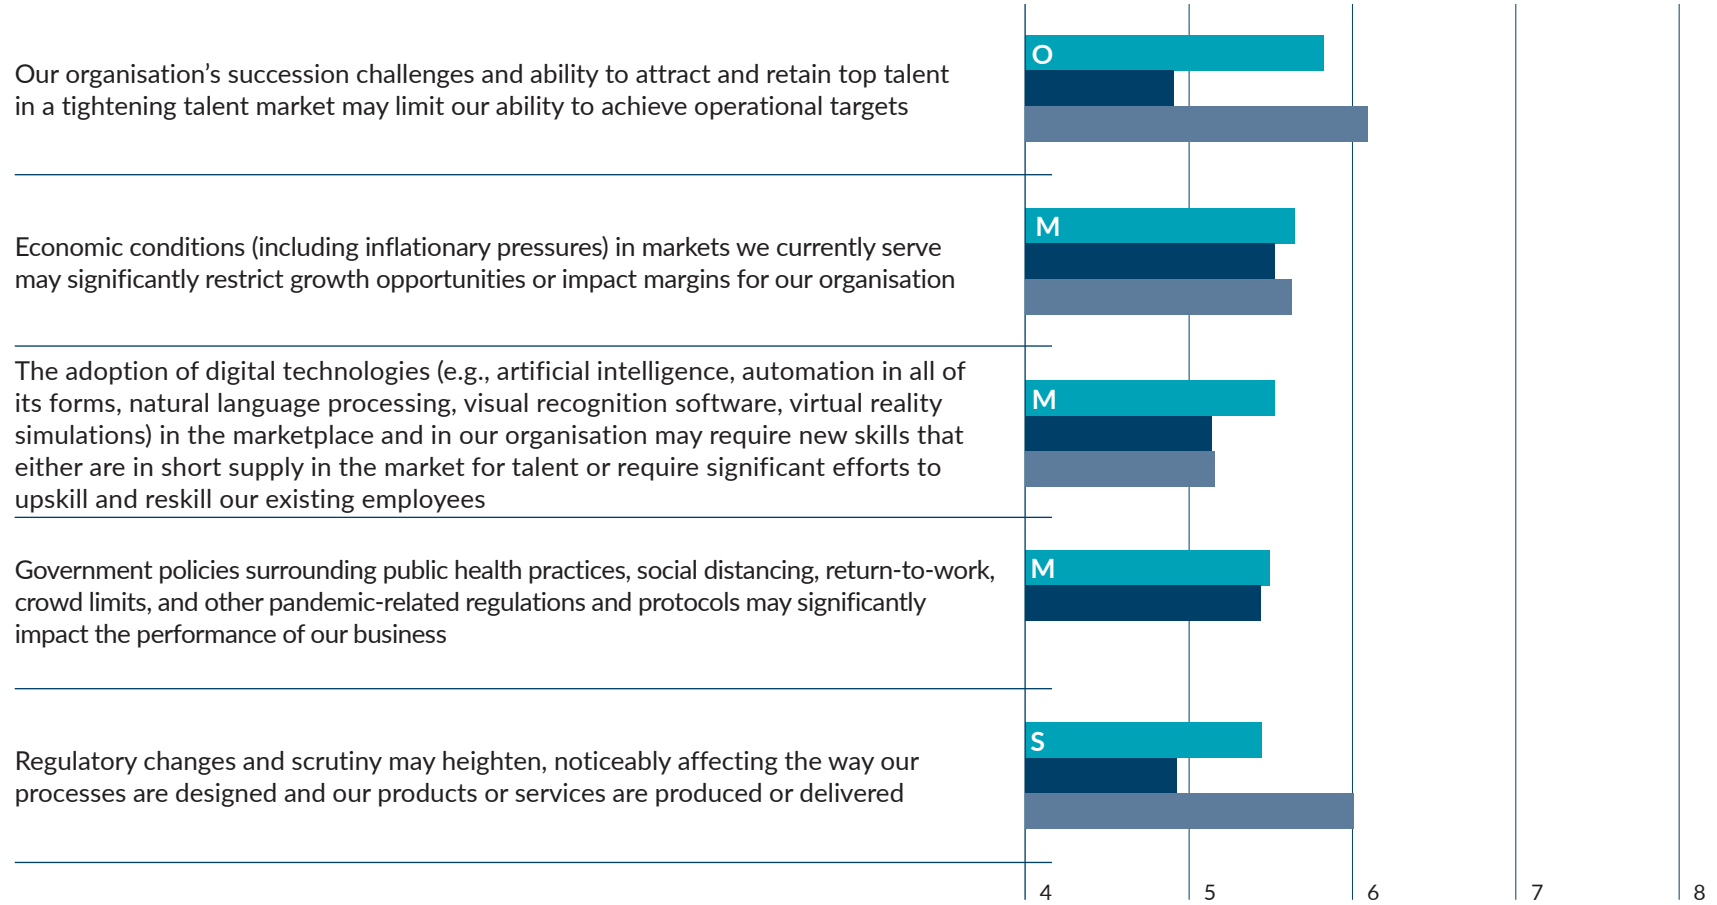 O
Our organisation’s succession challenges and ability to attract and retain top talent
in a tightening talent market may limit our ability to achieve operational targets
M
Economic conditions (including inflationary pressures) in markets we currently serve
may significantly restrict growth opportunities or impact margins for our organisation
The adoption of digital technologies (e.g., artificial intelligence, automation in all of
its forms, natural language processing, visual recognition software, virtual reality
M
simulations) in the marketplace and in our organisation may require new skills that
either are in short supply in the market for talent or require significant efforts to
upskill and reskill our existing employees
Government policies surrounding public health practices, social distancing, return-to-work,
M
crowd limits, and other pandemic-related regulations and protocols may significantly
impact the performance of our business
S
Regulatory changes and scrutiny may heighten, noticeably affecting the way our
processes are designed and our products or services are produced or delivered
4 5 6 7 8